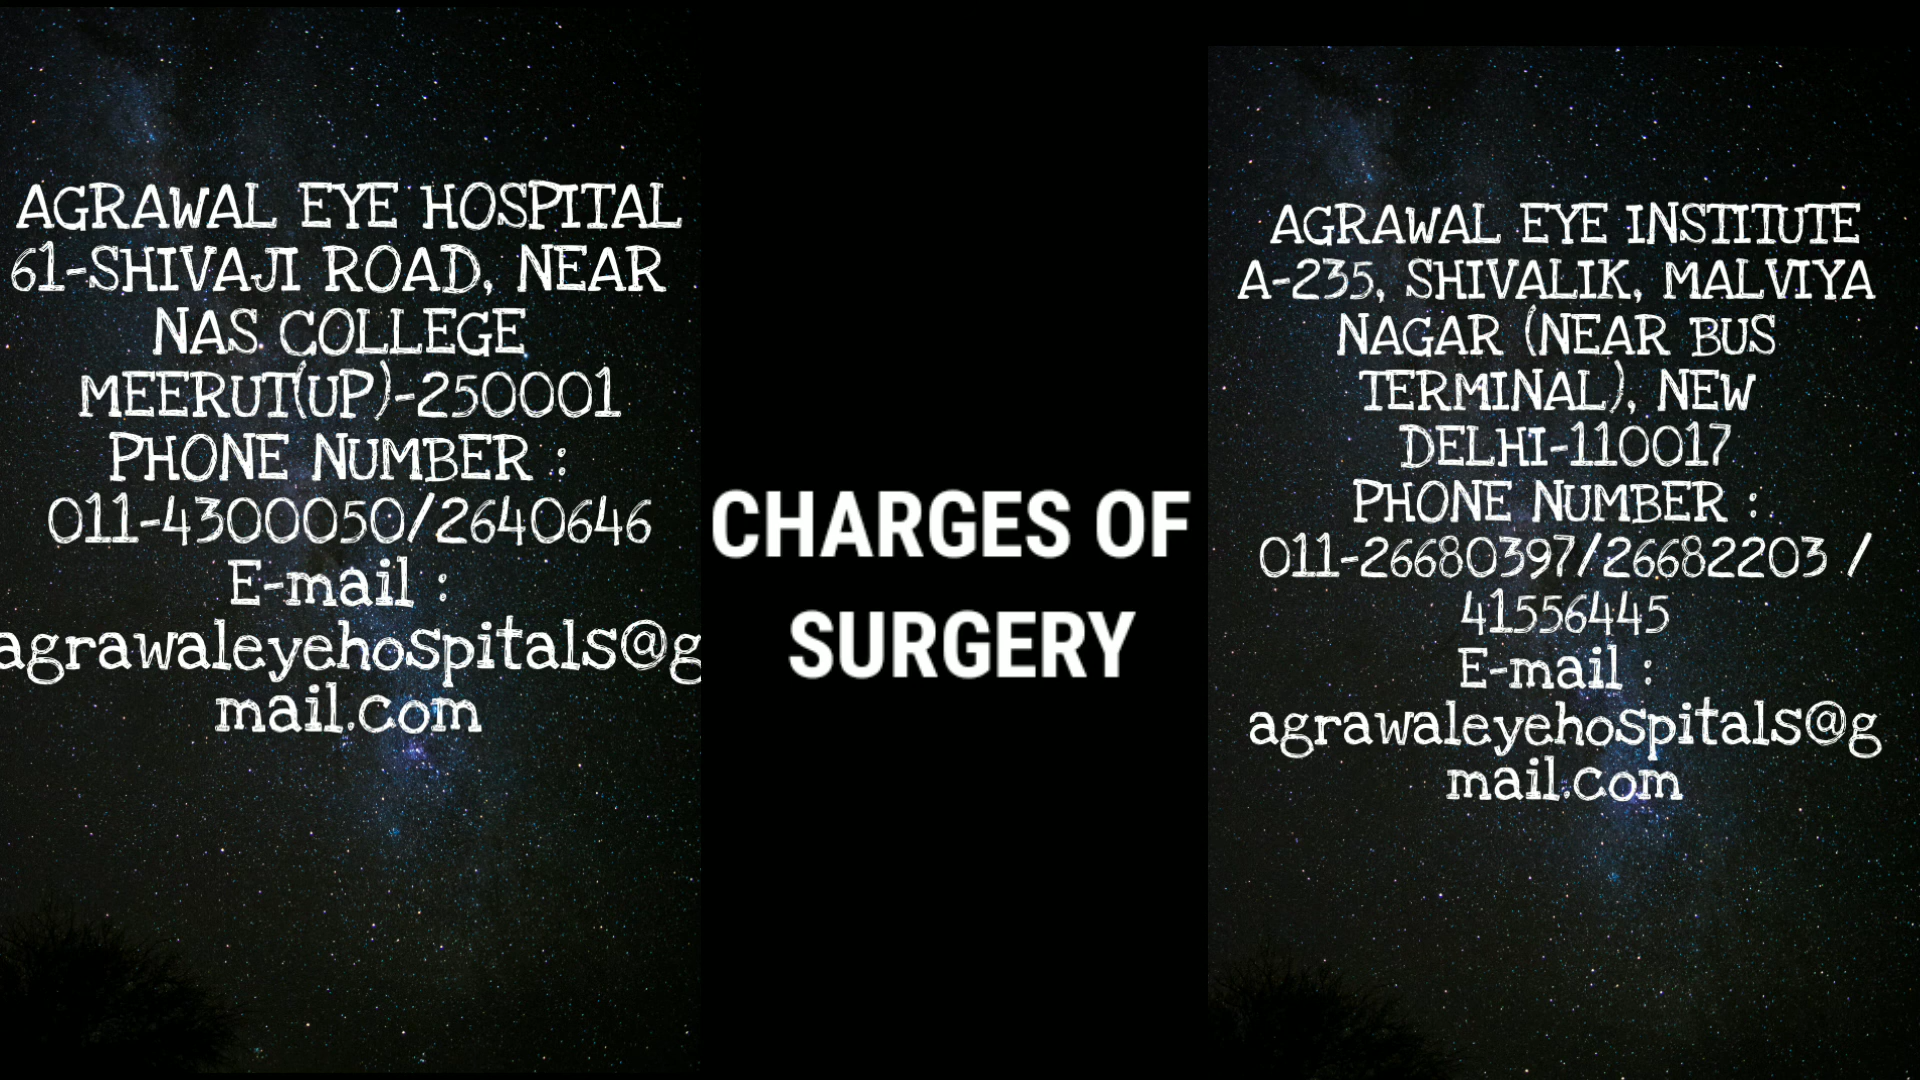 AGRAWAL EYE HOSPITAL
61-SHIVAJI ROAD, NEAR
NAS COLLEGE
MEERUT(UP)-250001
PHONE NUMBER :
011-4300050/2640646
E-mail :
agrawaleyehospitals@g
mail.com
CHARGES OF
SURGERY
AGRAWAL EYE INSTITUTE
A-235, SHIVALIK, MALVIYA
NAGAR (NEAR BUS
TERMINAL), NEW
DELHI-110017
PHONE NUMBER :
011-26680397/26682203 /
41556445
E-mail :
agrawaleyehospitals@g
mail.com